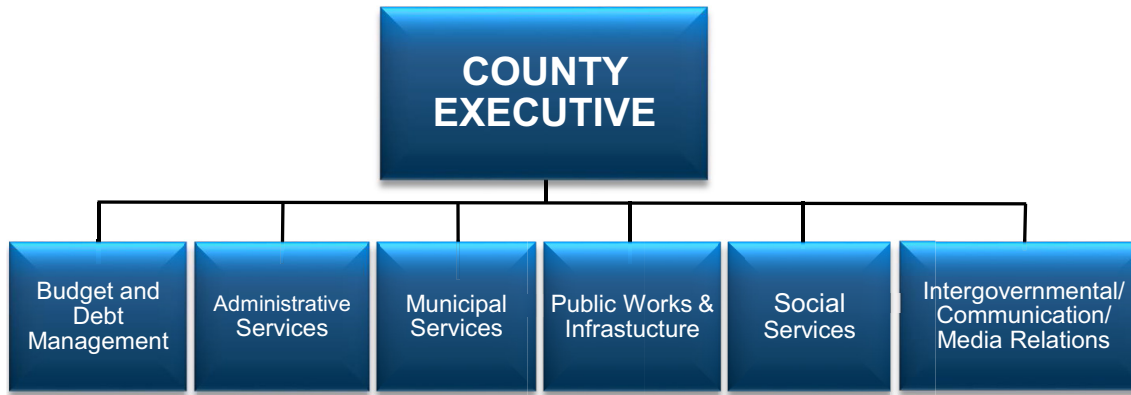 COUNTY
EXECUTIVE
Budget and
Debt
Management
Administrative
Services
Municipal
Services
Public Works &
Infrastucture
Social
Services
Intergovernmental/
Communication/
Media Relations